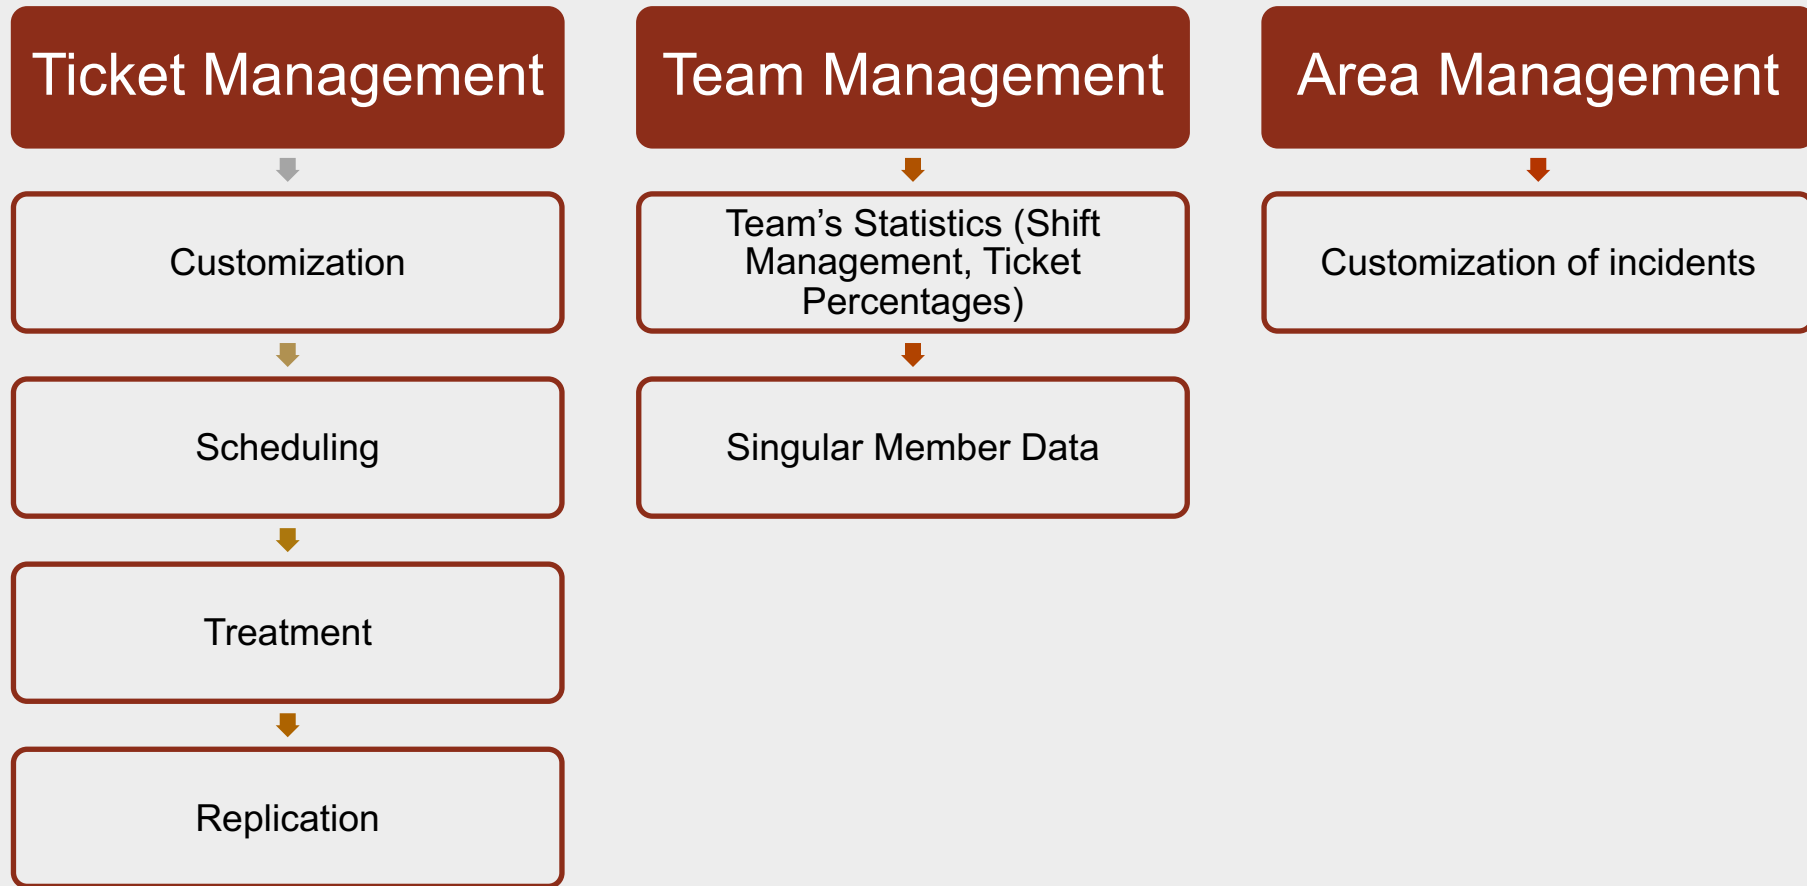 Ticket Management
Customization
Scheduling
Treatment
Replication
Team Management
Team’s Statistics (Shift
Management, Ticket
Percentages)
Singular Member Data
Area Management
Customization of incidents